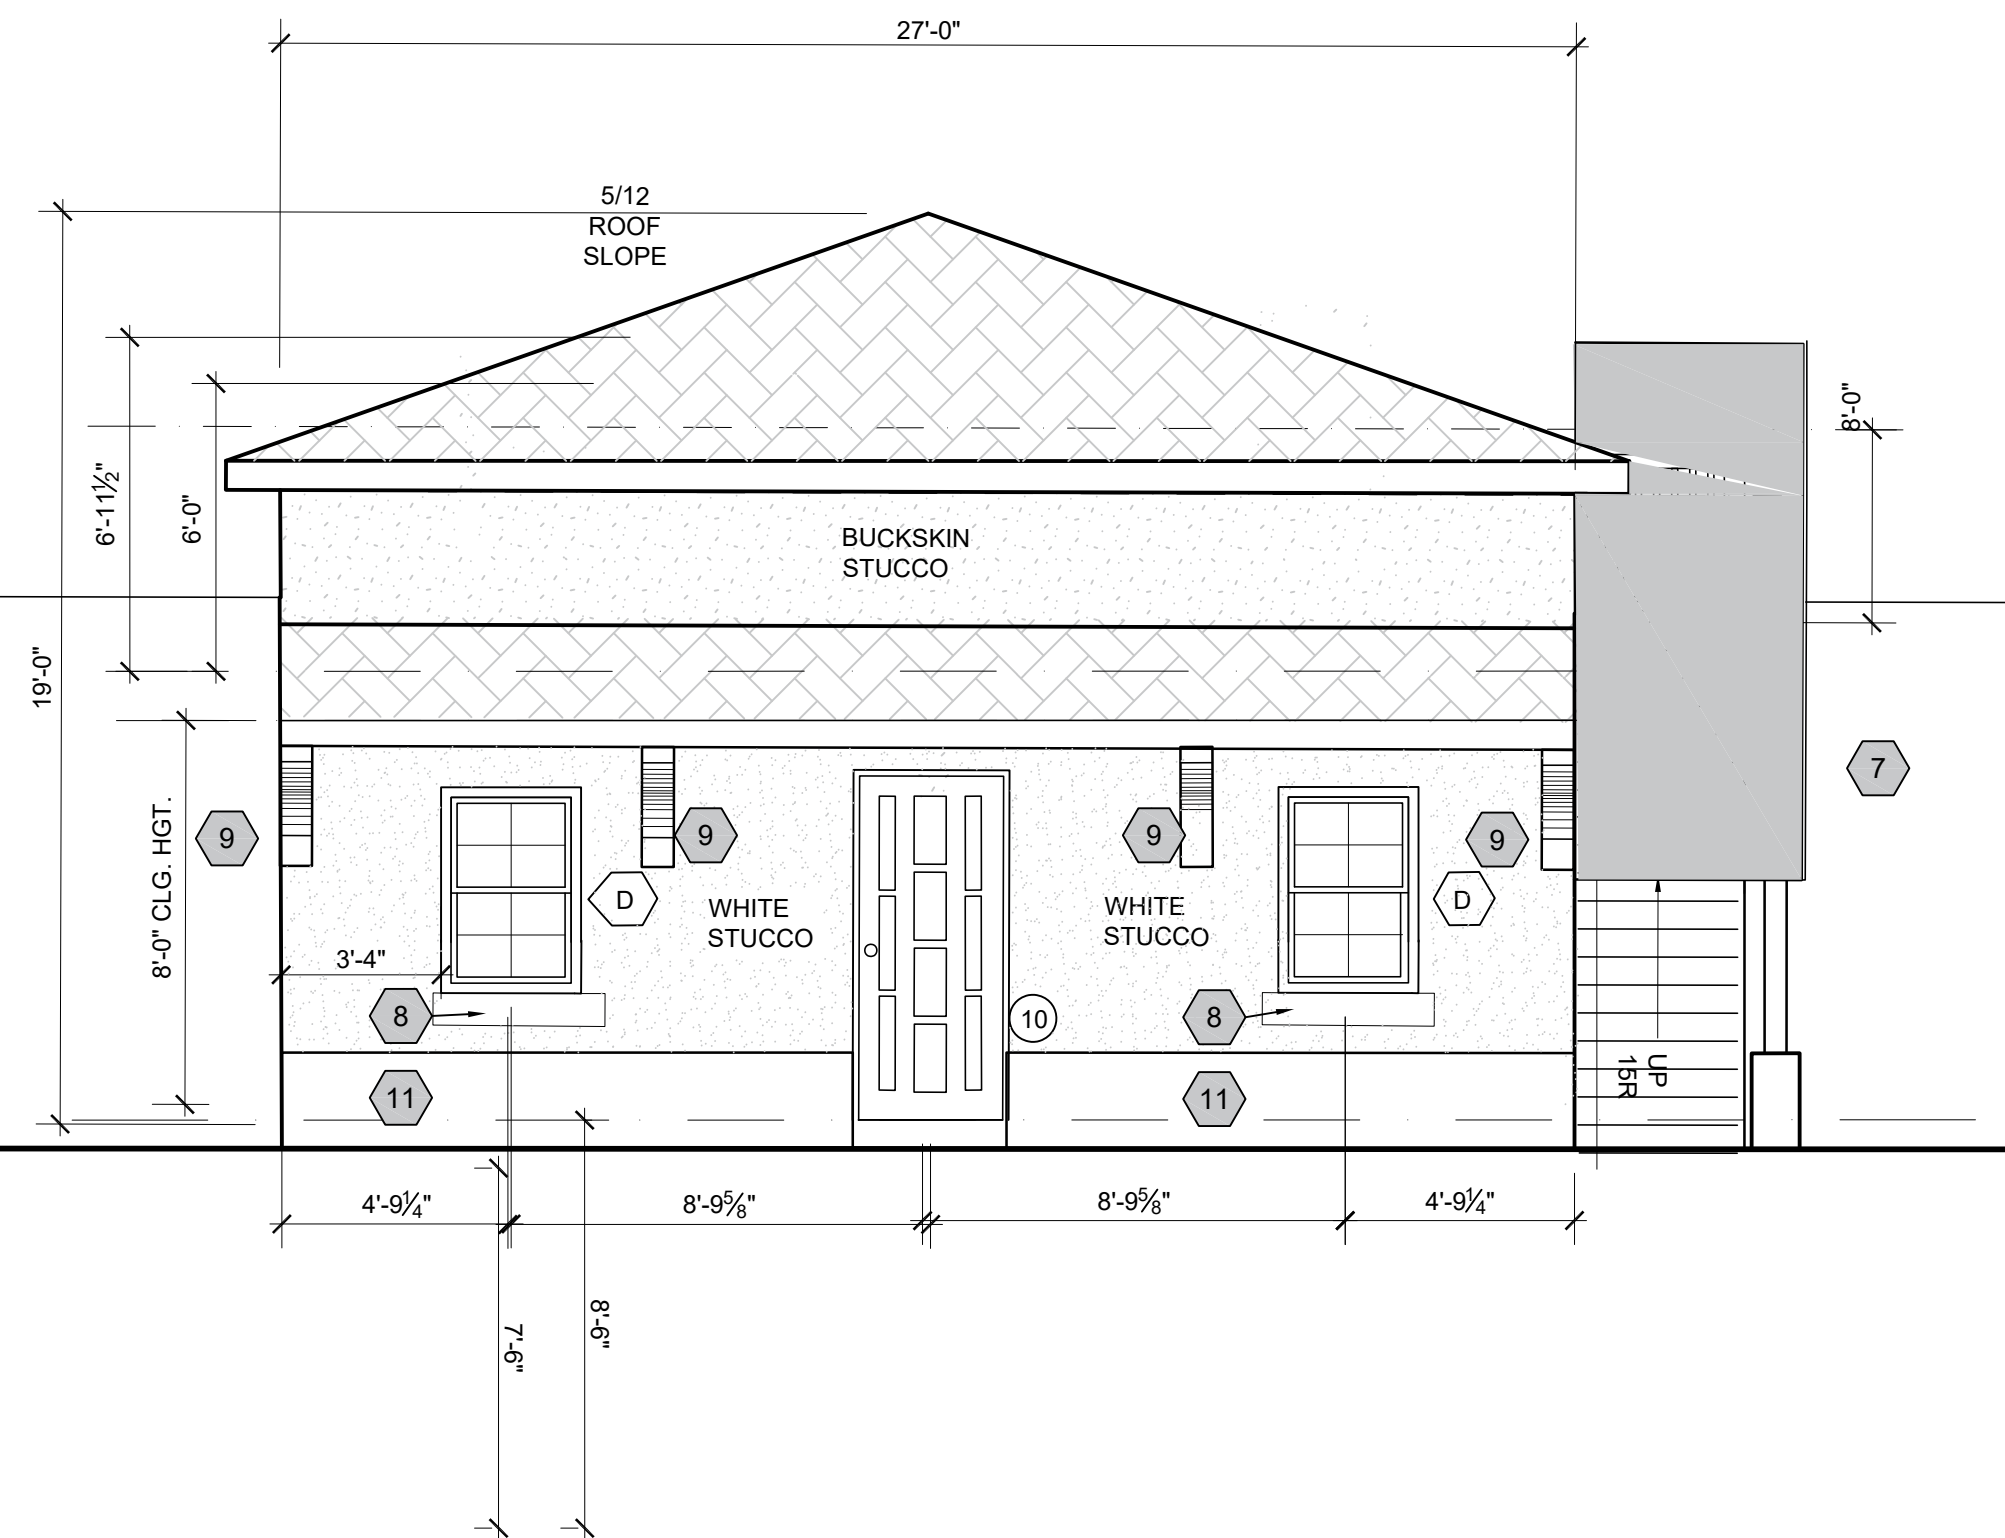 27'-0"
5/12
ROOF
SLOPE
8'-0"
6'-11½"
6'-0"
BUCKSKIN
STUCCO
19'-0"
7
9
9
9
9
8'-0" CLG. HGT.
D
D
WHITE
STUCCO
WHITE
STUCCO
3'-4"
8
10
8
UP
15R
11
11
4'-9¼"
8'-9⅝"
8'-9⅝"
4'-9¼"
7'-6"
8'-6"